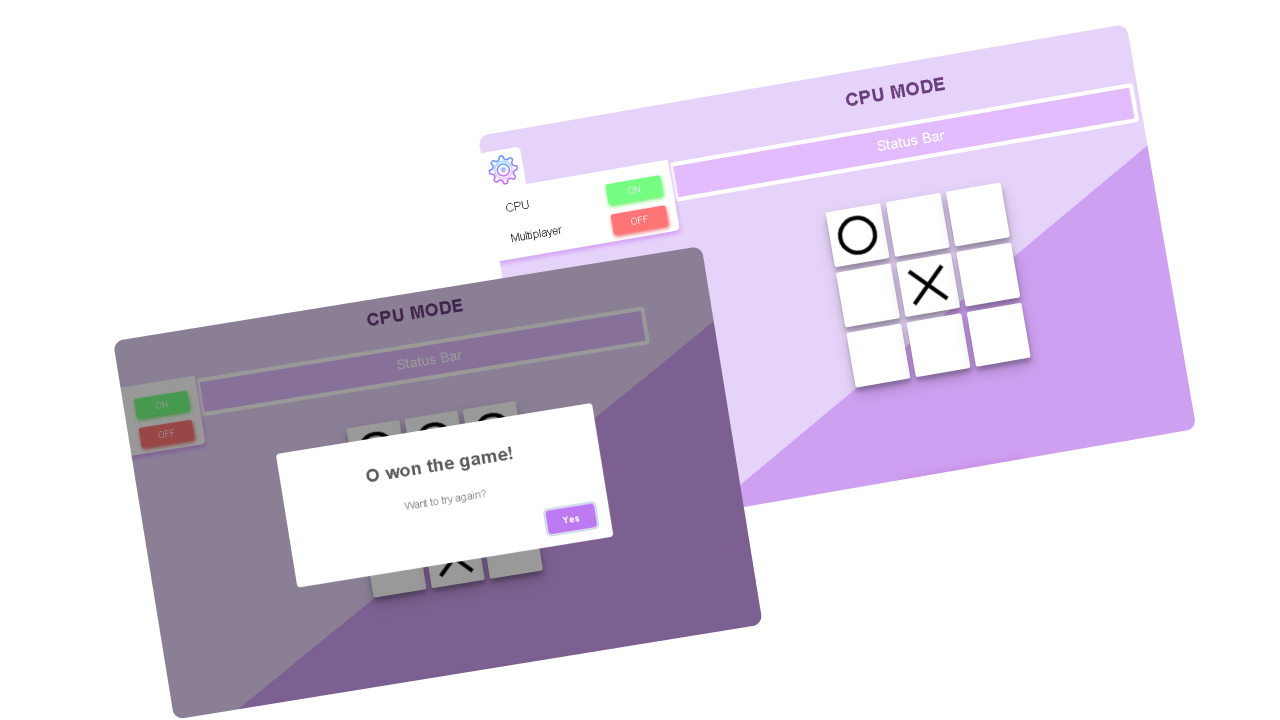 CPU MODE
Status Bar
CPU
ON
Multiplayer
OFF
CPU MODE
Status Bar
ON
OFF
O won the game!
Want to try again?
Yes